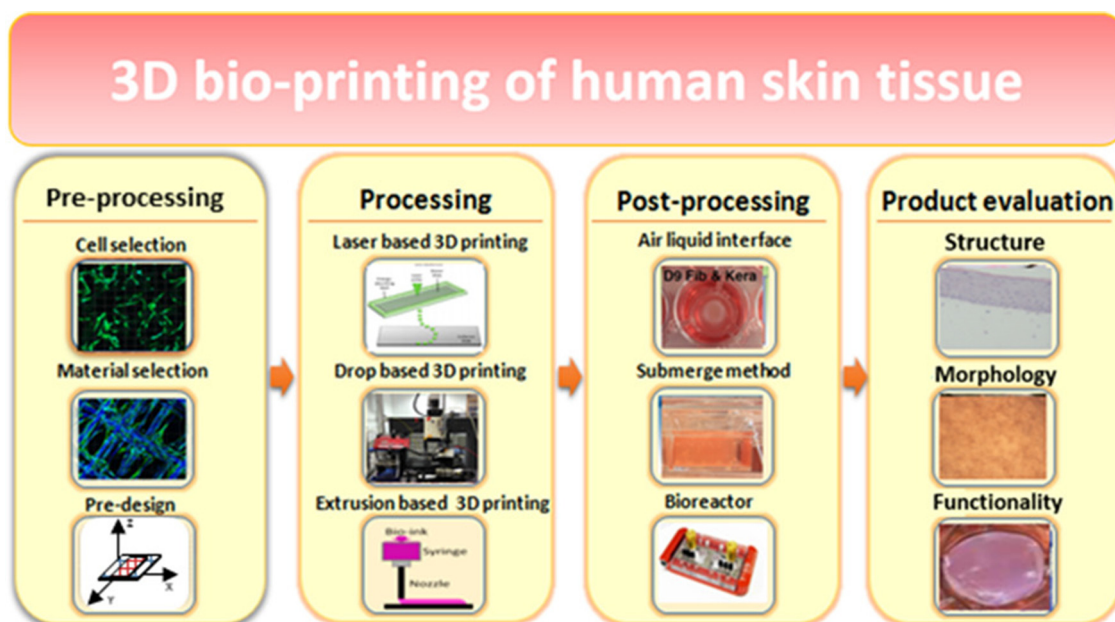 3D bio-printing of human skin tissue
Pre-processing
Cell selection
Material selection
Pre-design
Z
X
Y
Processing
Laser based 3D printing
Drop based 3D printing
Extrusion based 3D printing
Bio-ink
Syringe
Nozzle
Post-processing
Air liquid interface
D9 Fib & Kera
Submerge method
Bioreactor
Product evaluation
Structure
Morphology
Functionality